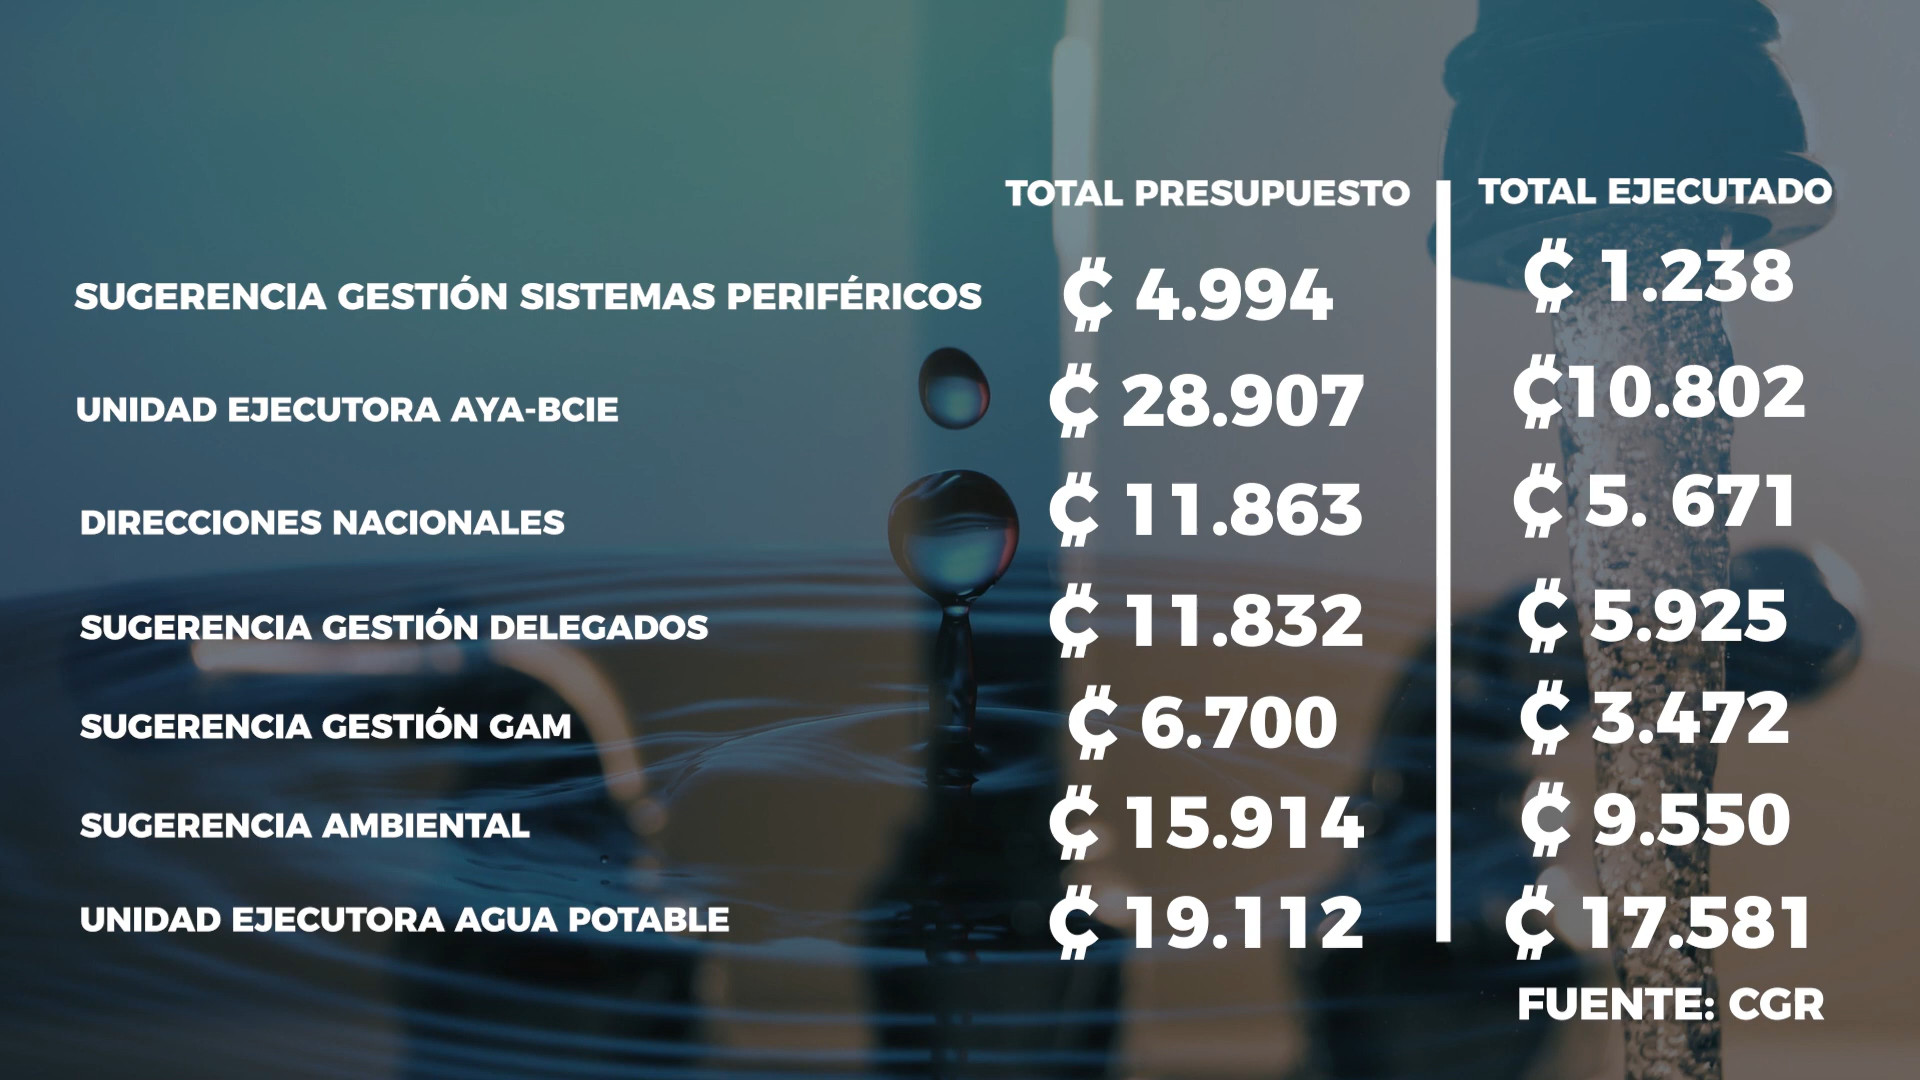 TOTAL PRESUPUESTO TOTAL EJECUTADO
SUGERENCIA GESTIÓN SISTEMAS PERIFÉRICOS ₡ 4.994 ₡ 1.238
UNIDAD EJECUTORA AYA-BCIE ₡ 28.907 ₡10.802
DIRECCIONES NACIONALES ₡ 11.863 ₡ 5. 671
SUGERENCIA GESTIÓN DELEGADOS ₡ 11.832 ₡ 5.925
SUGERENCIA GESTIÓN GAM ₡ 6.700 ₡ 3.472
SUGERENCIA AMBIENTAL ₡ 15.914 ₡ 9.550
UNIDAD EJECUTORA AGUA POTABLE ₡ 19.112 ₡ 17.581
FUENTE: CGR